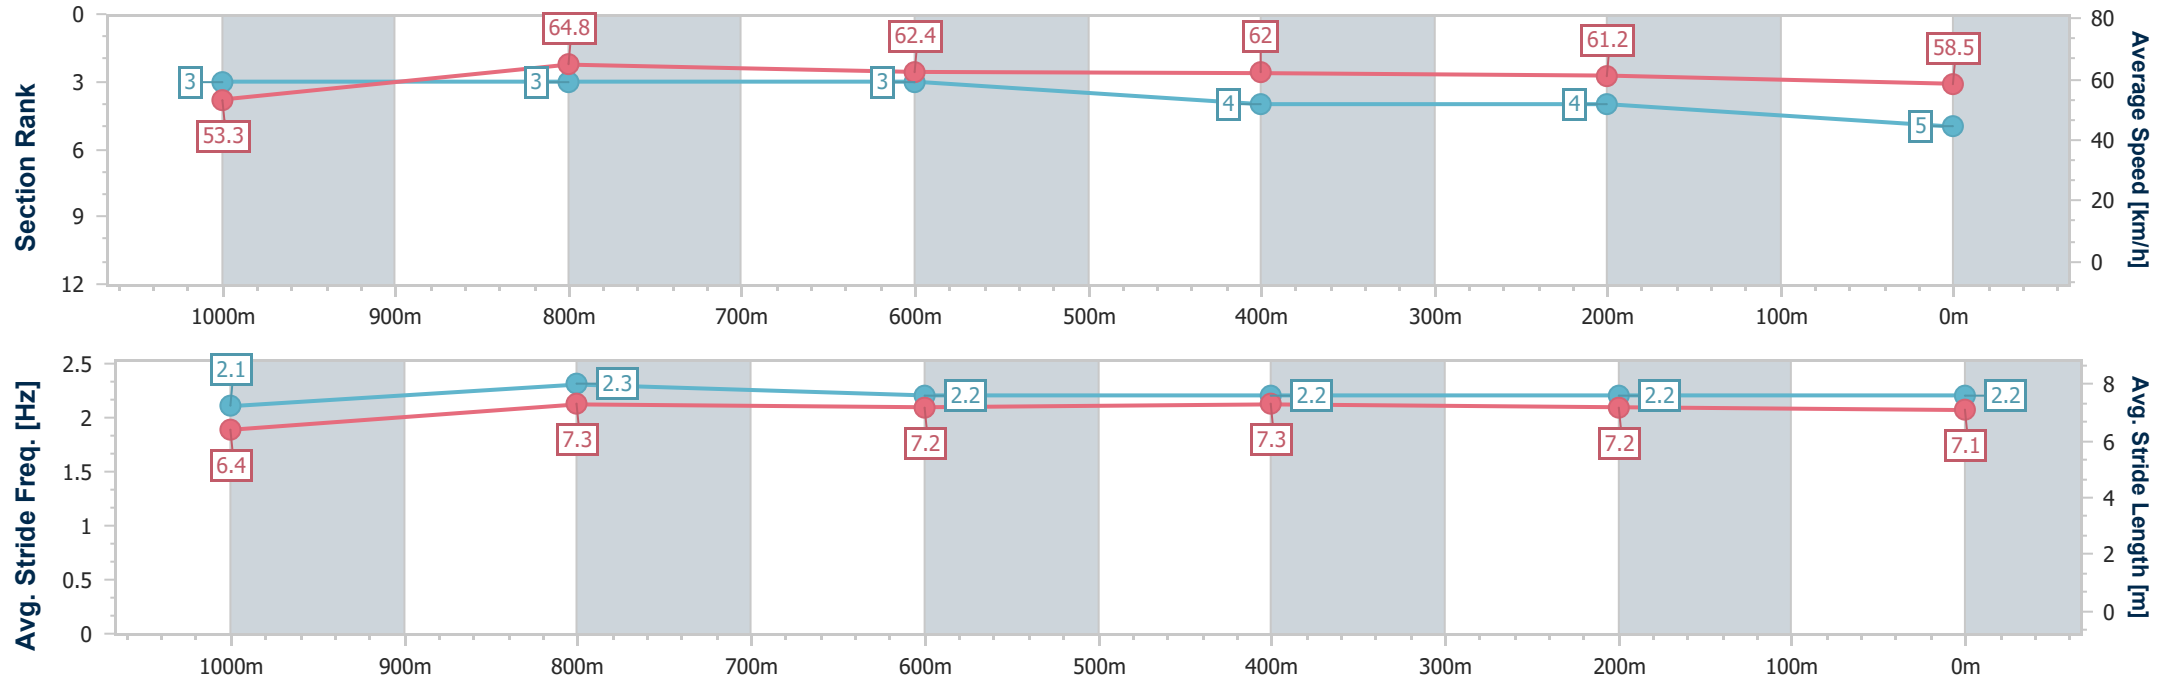 0
3
6
9
12
Section Rank
80
60
40
20
0
Average Speed [km/h]
3
3
3
4
4
5
53.3
64.8
62.4
62
61.2
58.5
1000m
900m
800m
700m
600m
500m
400m
300m
200m
100m
0m
2.5
2
1.5
1
0.5
0
Avg. Stride Freq. [Hz]
8
6
4
2
0
Avg. Stride Length [m]
2.1
2.3
2.2
2.2
2.2
2.2
6.4
7.3
7.2
7.3
7.2
7.1
1000m
900m
800m
700m
600m
500m
400m
300m
200m
100m
0m